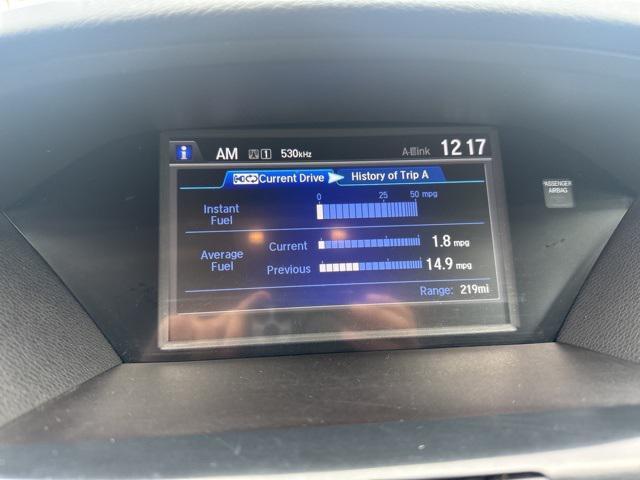 i AM 1 530kHz A-link 12 17
Current Drive History of Trip A
0 25 50 mpg
Instant Fuel
Average Fuel
Current 1.8 mpg
Previous 14.9 mpg
Range: 219mi
PASSENGER
AIRBAG